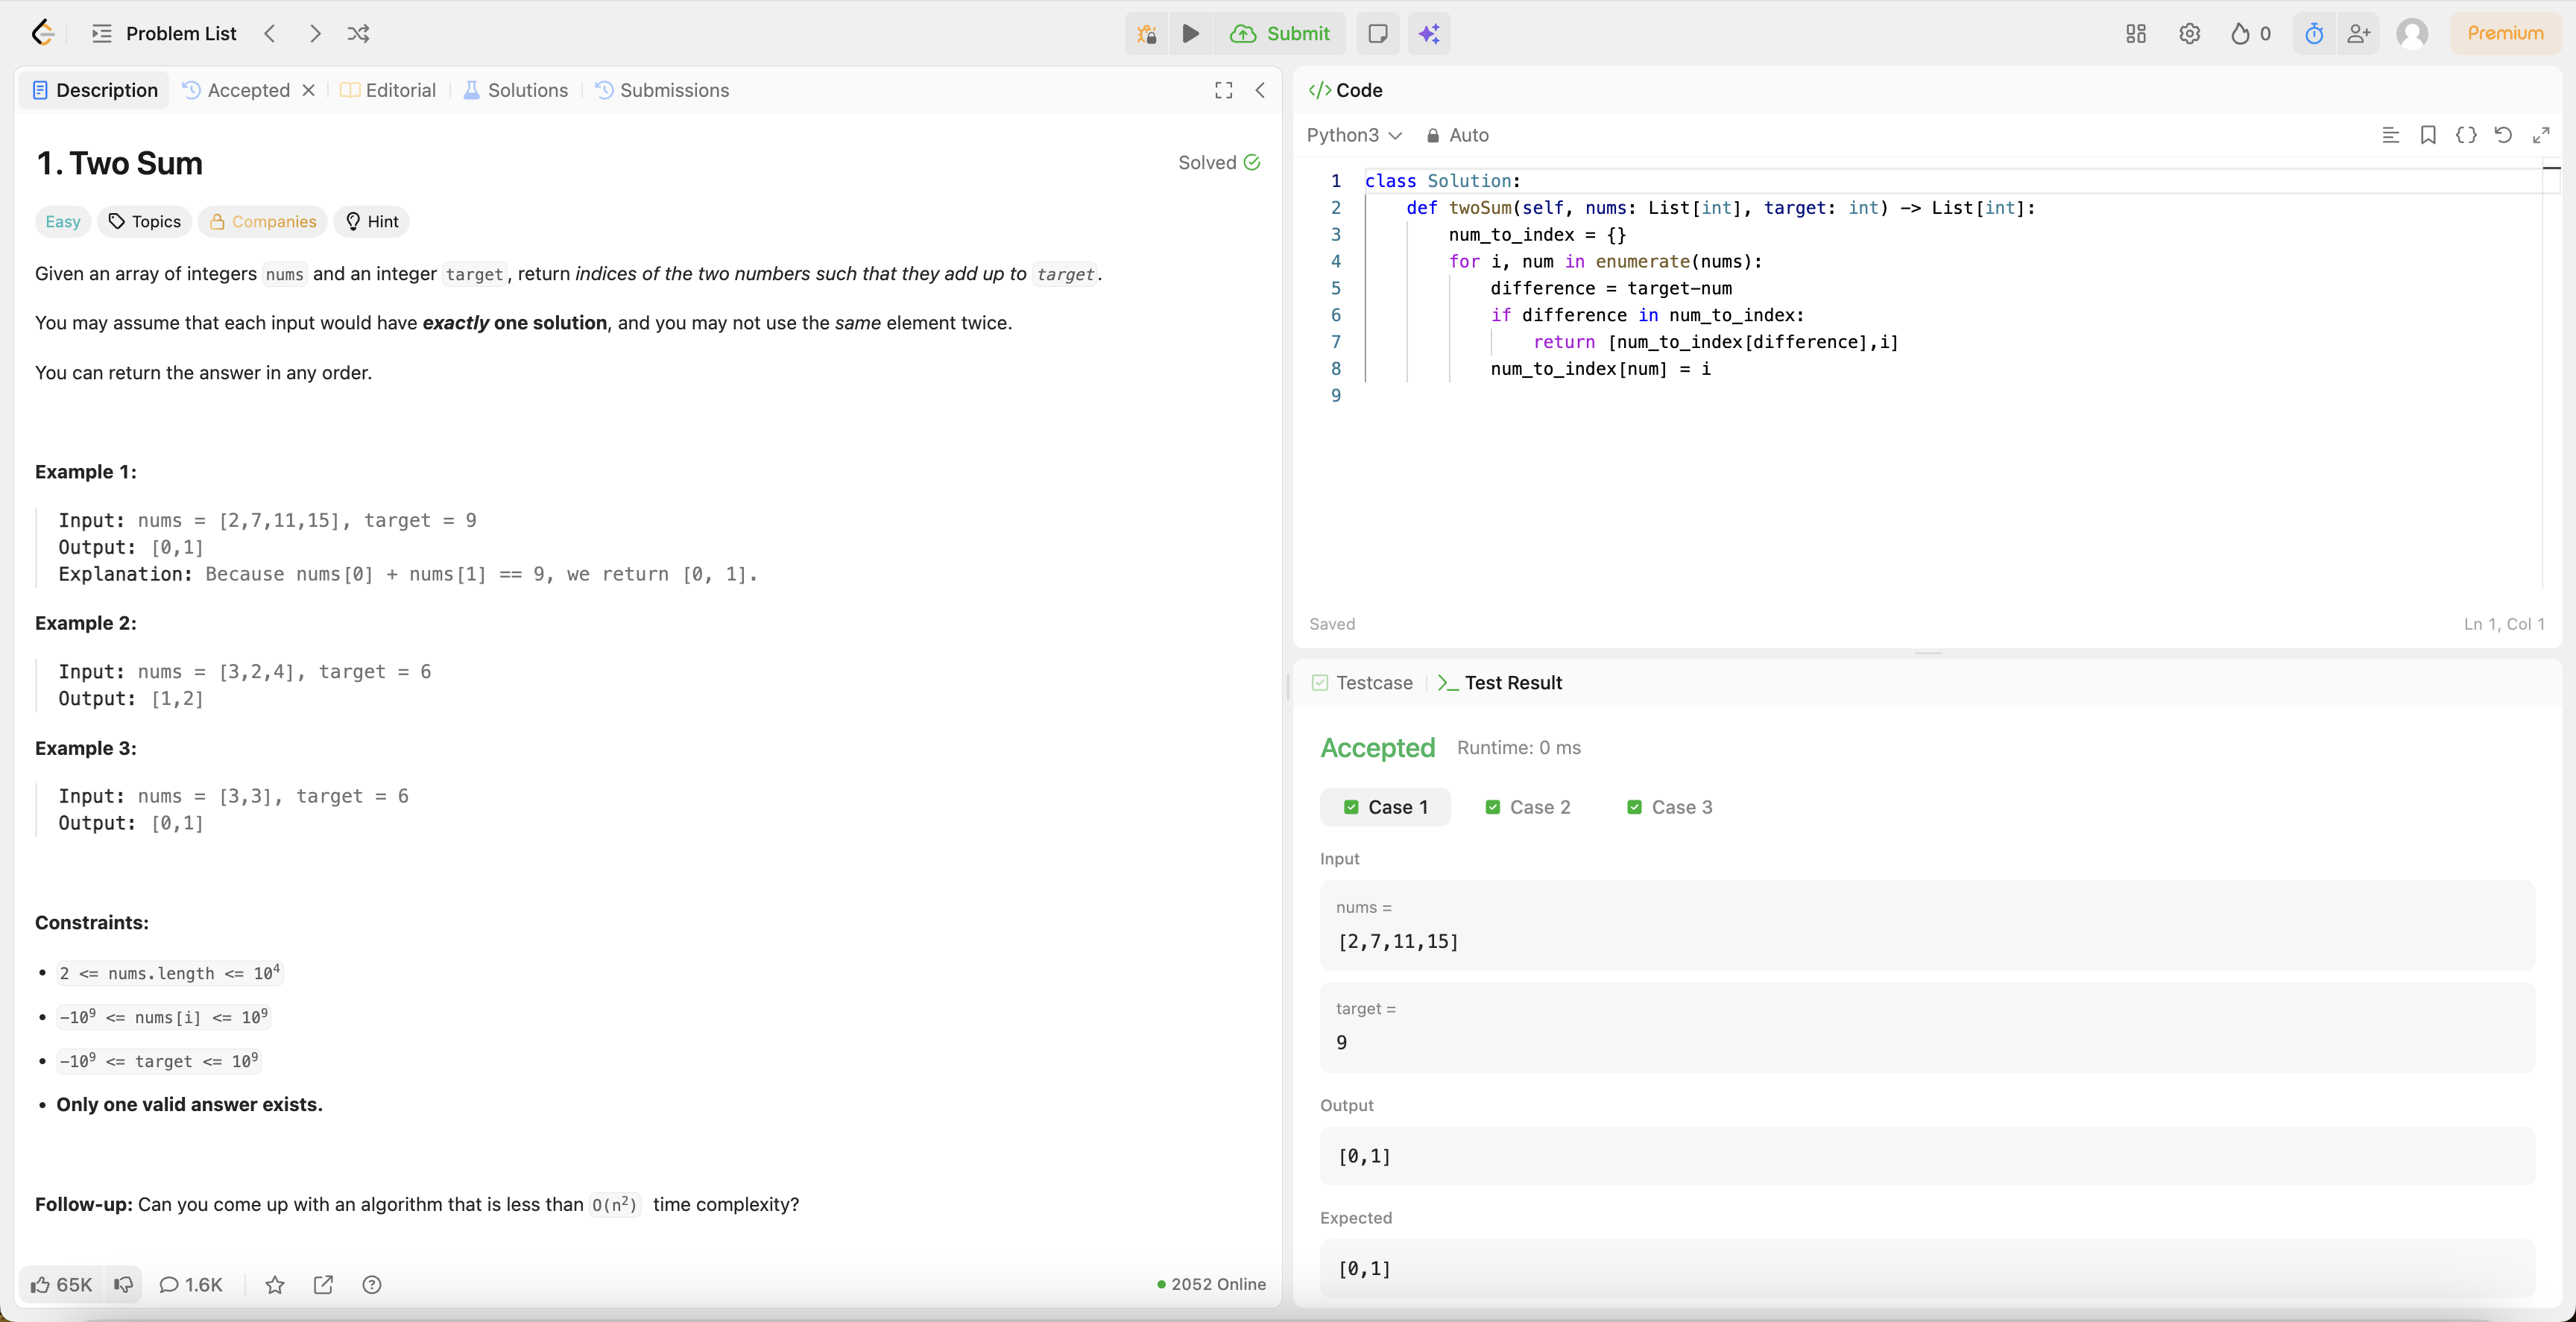 Problem List
Submit
0
Premium
Description
Accepted
Editorial
Solutions
Submissions
1. Two Sum
Solved
Easy
Topics
Companies
Hint
Given an array of integers nums and an integer target, return indices of the two numbers such that they add up to target.
You may assume that each input would have exactly one solution, and you may not use the same element twice.
You can return the answer in any order.
Example 1:
Input: nums = [2,7,11,15], target = 9
Output: [0,1]
Explanation: Because nums[0] + nums[1] == 9, we return [0, 1].
Example 2:
Input: nums = [3,2,4], target = 6
Output: [1,2]
Example 3:
Input: nums = [3,3], target = 6
Output: [0,1]
Constraints:
• 2 <= nums.length <= 10⁴
• -10⁹ <= nums[i] <= 10⁹
• -10⁹ <= target <= 10⁹
• Only one valid answer exists.
Follow-up: Can you come up with an algorithm that is less than O(n²) time complexity?
65K
1.6K
2052 Online
</> Code
Python3
Auto
1 class Solution:
2     def twoSum(self, nums: List[int], target: int) -> List[int]:
3         num_to_index = {}
4         for i, num in enumerate(nums):
5             difference = target-num
6             if difference in num_to_index:
7                 return [num_to_index[difference],i]
8             num_to_index[num] = i
9
Saved
Ln 1, Col 1
Testcase
>_ Test Result
Accepted
Runtime: 0 ms
Case 1
Case 2
Case 3
Input
nums =
[2,7,11,15]
target =
9
Output
[0,1]
Expected
[0,1]